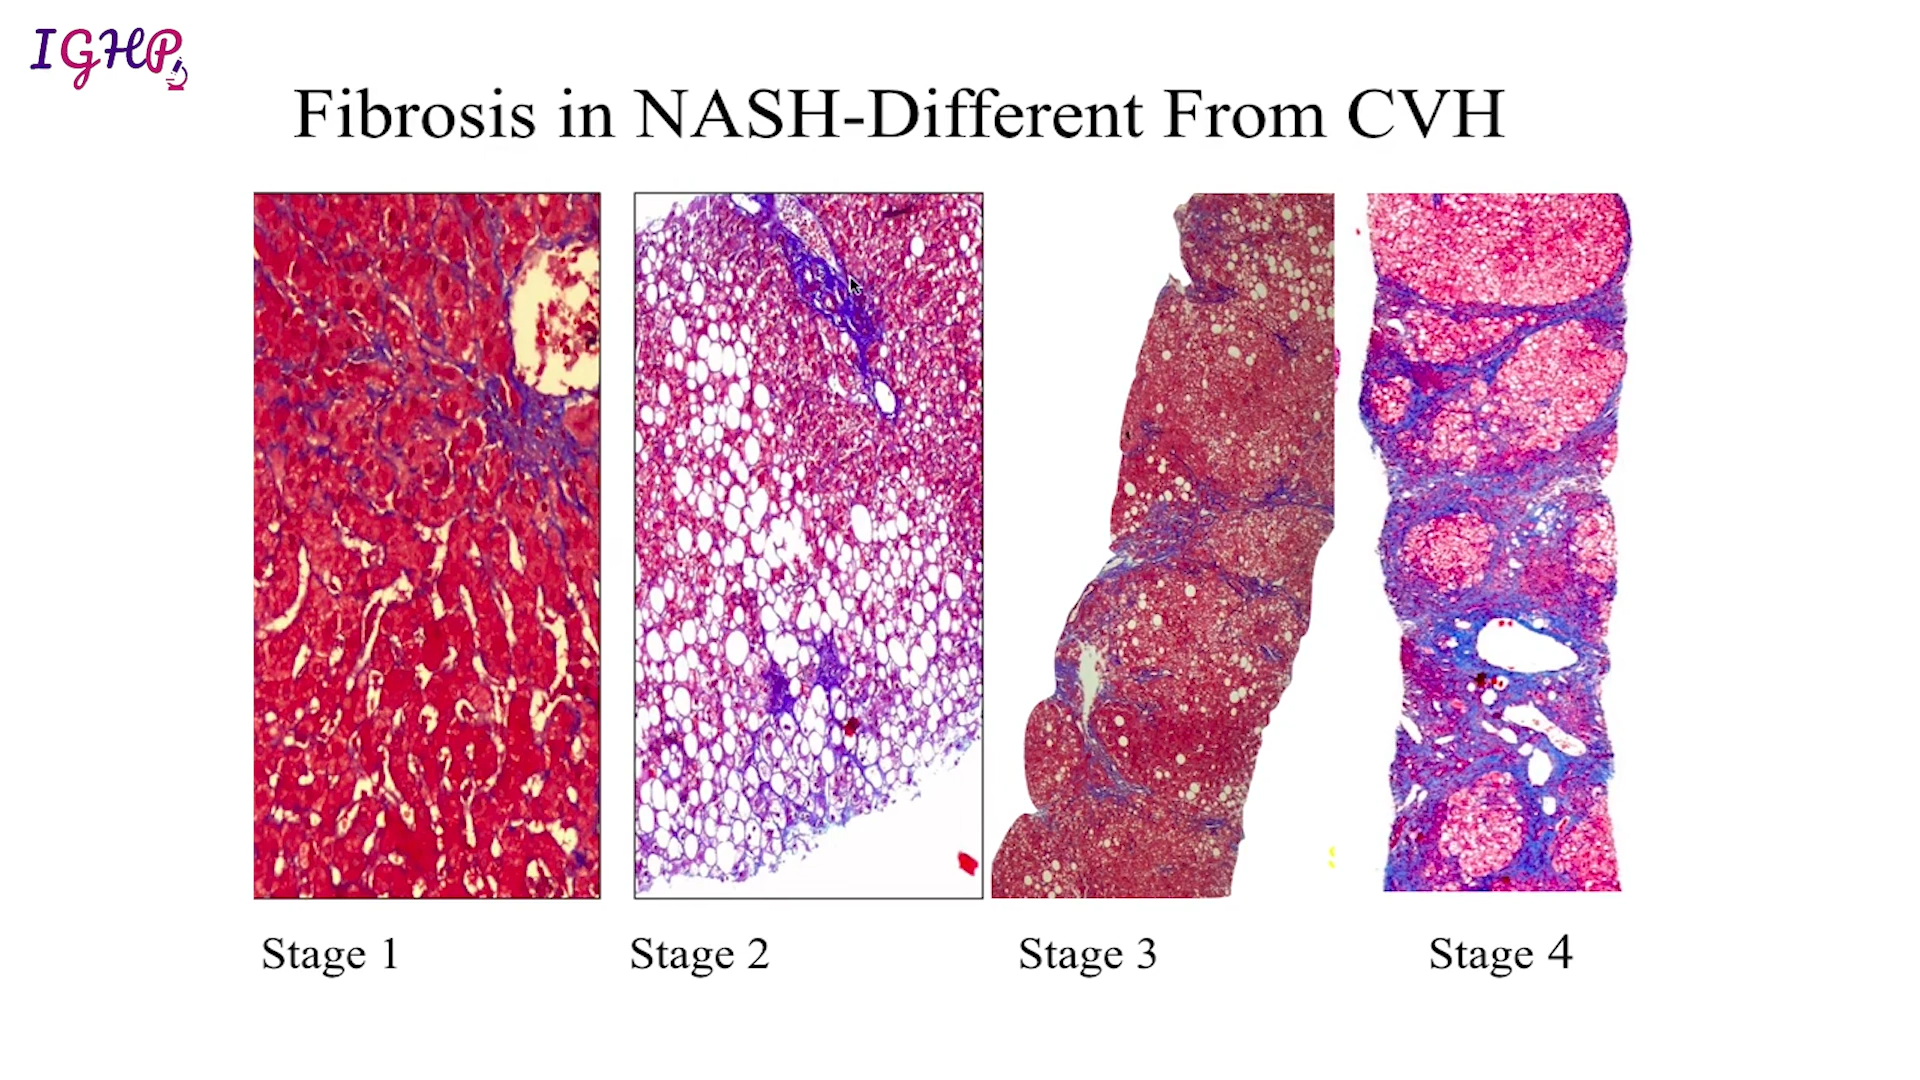 IGHP
Fibrosis in NASH-Different From CVH
Stage 1
Stage 2
Stage 3
Stage 4